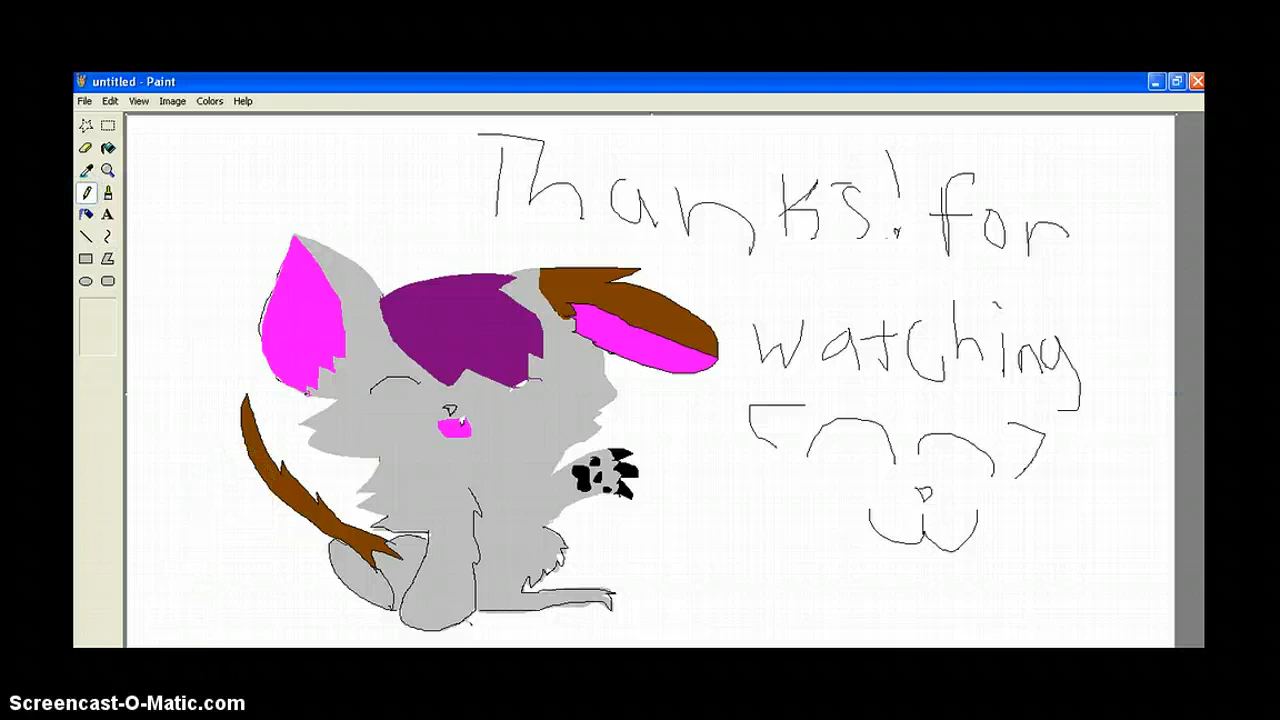 untitled - Paint
File Edit View Image Colors Help
Thanks! for
watching
Screencast-O-Matic.com